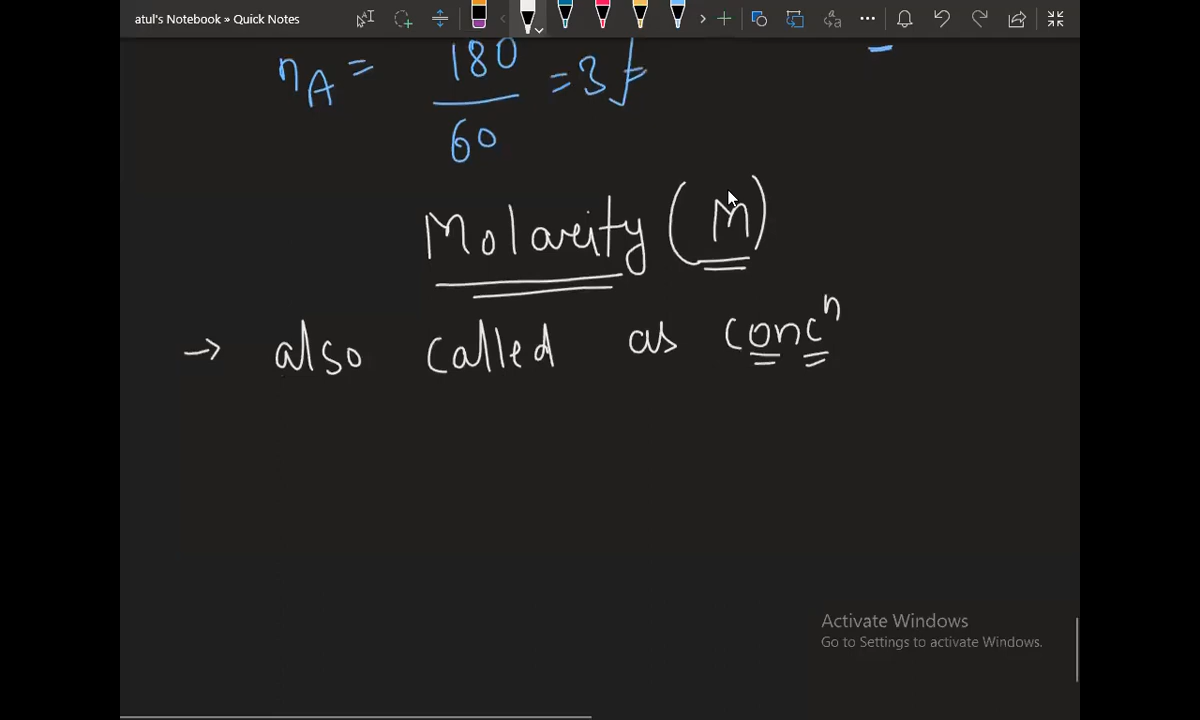 atul's Notebook » Quick Notes
180
nA = ——— = 3
60
Molarity (M)
→ also called as concⁿ
Activate Windows
Go to Settings to activate Windows.